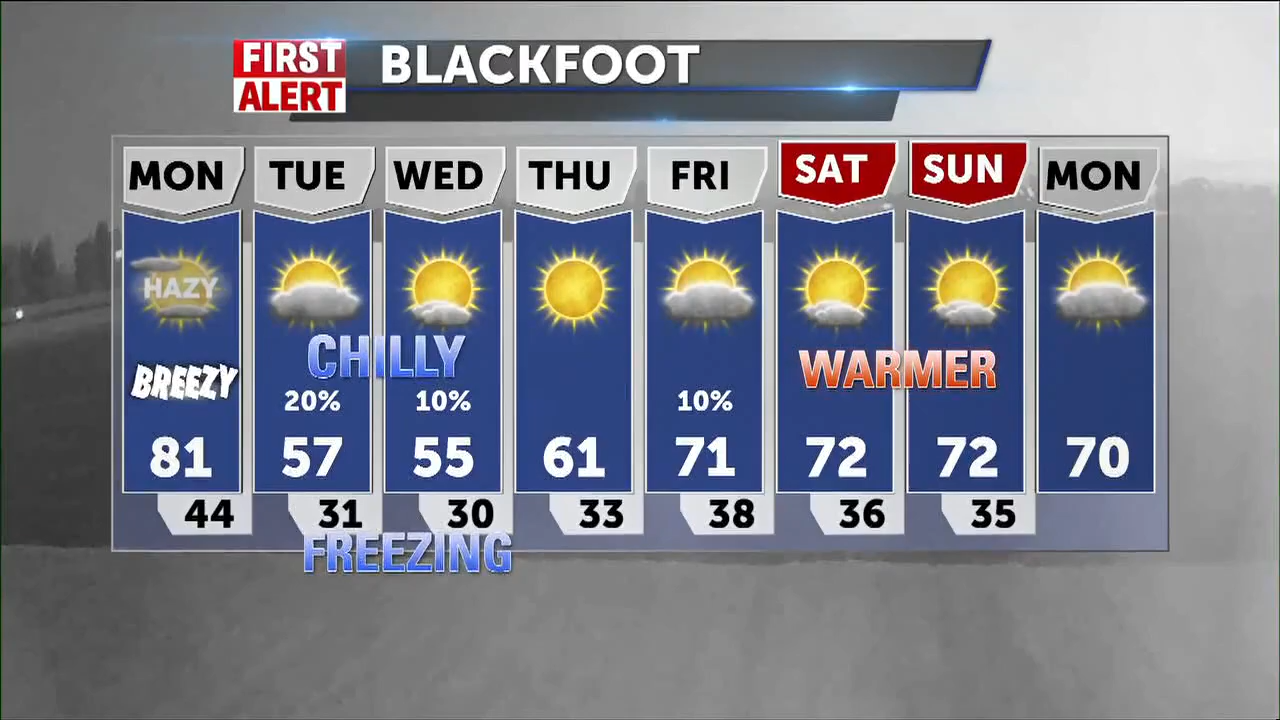 FIRST
ALERT
BLACKFOOT
MON TUE WED THU FRI SAT SUN MON
HAZY
CHILLY
BREEZY
WARMER
20% 10% 10%
81 57 55 61 71 72 72 70
44 31 30 33 38 36 35
FREEZING